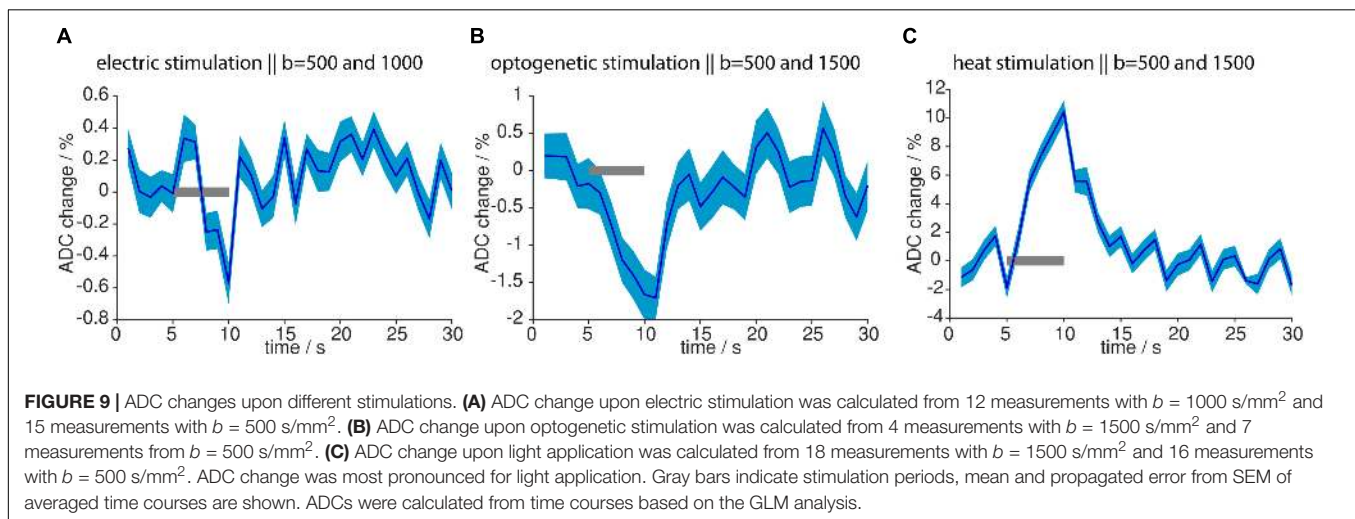 A
electric stimulation || b=500 and 1000
ADC change / %
0.6
0.4
0.2
0
-0.2
-0.4
-0.6
-0.8
0 5 10 15 20 25 30
time / s
B
optogenetic stimulation || b=500 and 1500
ADC change / %
1
0.5
0
-0.5
-1
-1.5
-2
0 5 10 15 20 25 30
time / s
C
heat stimulation || b=500 and 1500
ADC change / %
12
10
8
6
4
2
0
-2
-4
0 5 10 15 20 25 30
time / s
FIGURE 9 | ADC changes upon different stimulations. (A) ADC change upon electric stimulation was calculated from 12 measurements with b = 1000 s/mm² and
15 measurements with b = 500 s/mm². (B) ADC change upon optogenetic stimulation was calculated from 4 measurements with b = 1500 s/mm² and 7
measurements from b = 500 s/mm². (C) ADC change upon light application was calculated from 18 measurements with b = 1500 s/mm² and 16 measurements
with b = 500 s/mm². ADC change was most pronounced for light application. Gray bars indicate stimulation periods, mean and propagated error from SEM of
averaged time courses are shown. ADCs were calculated from time courses based on the GLM analysis.